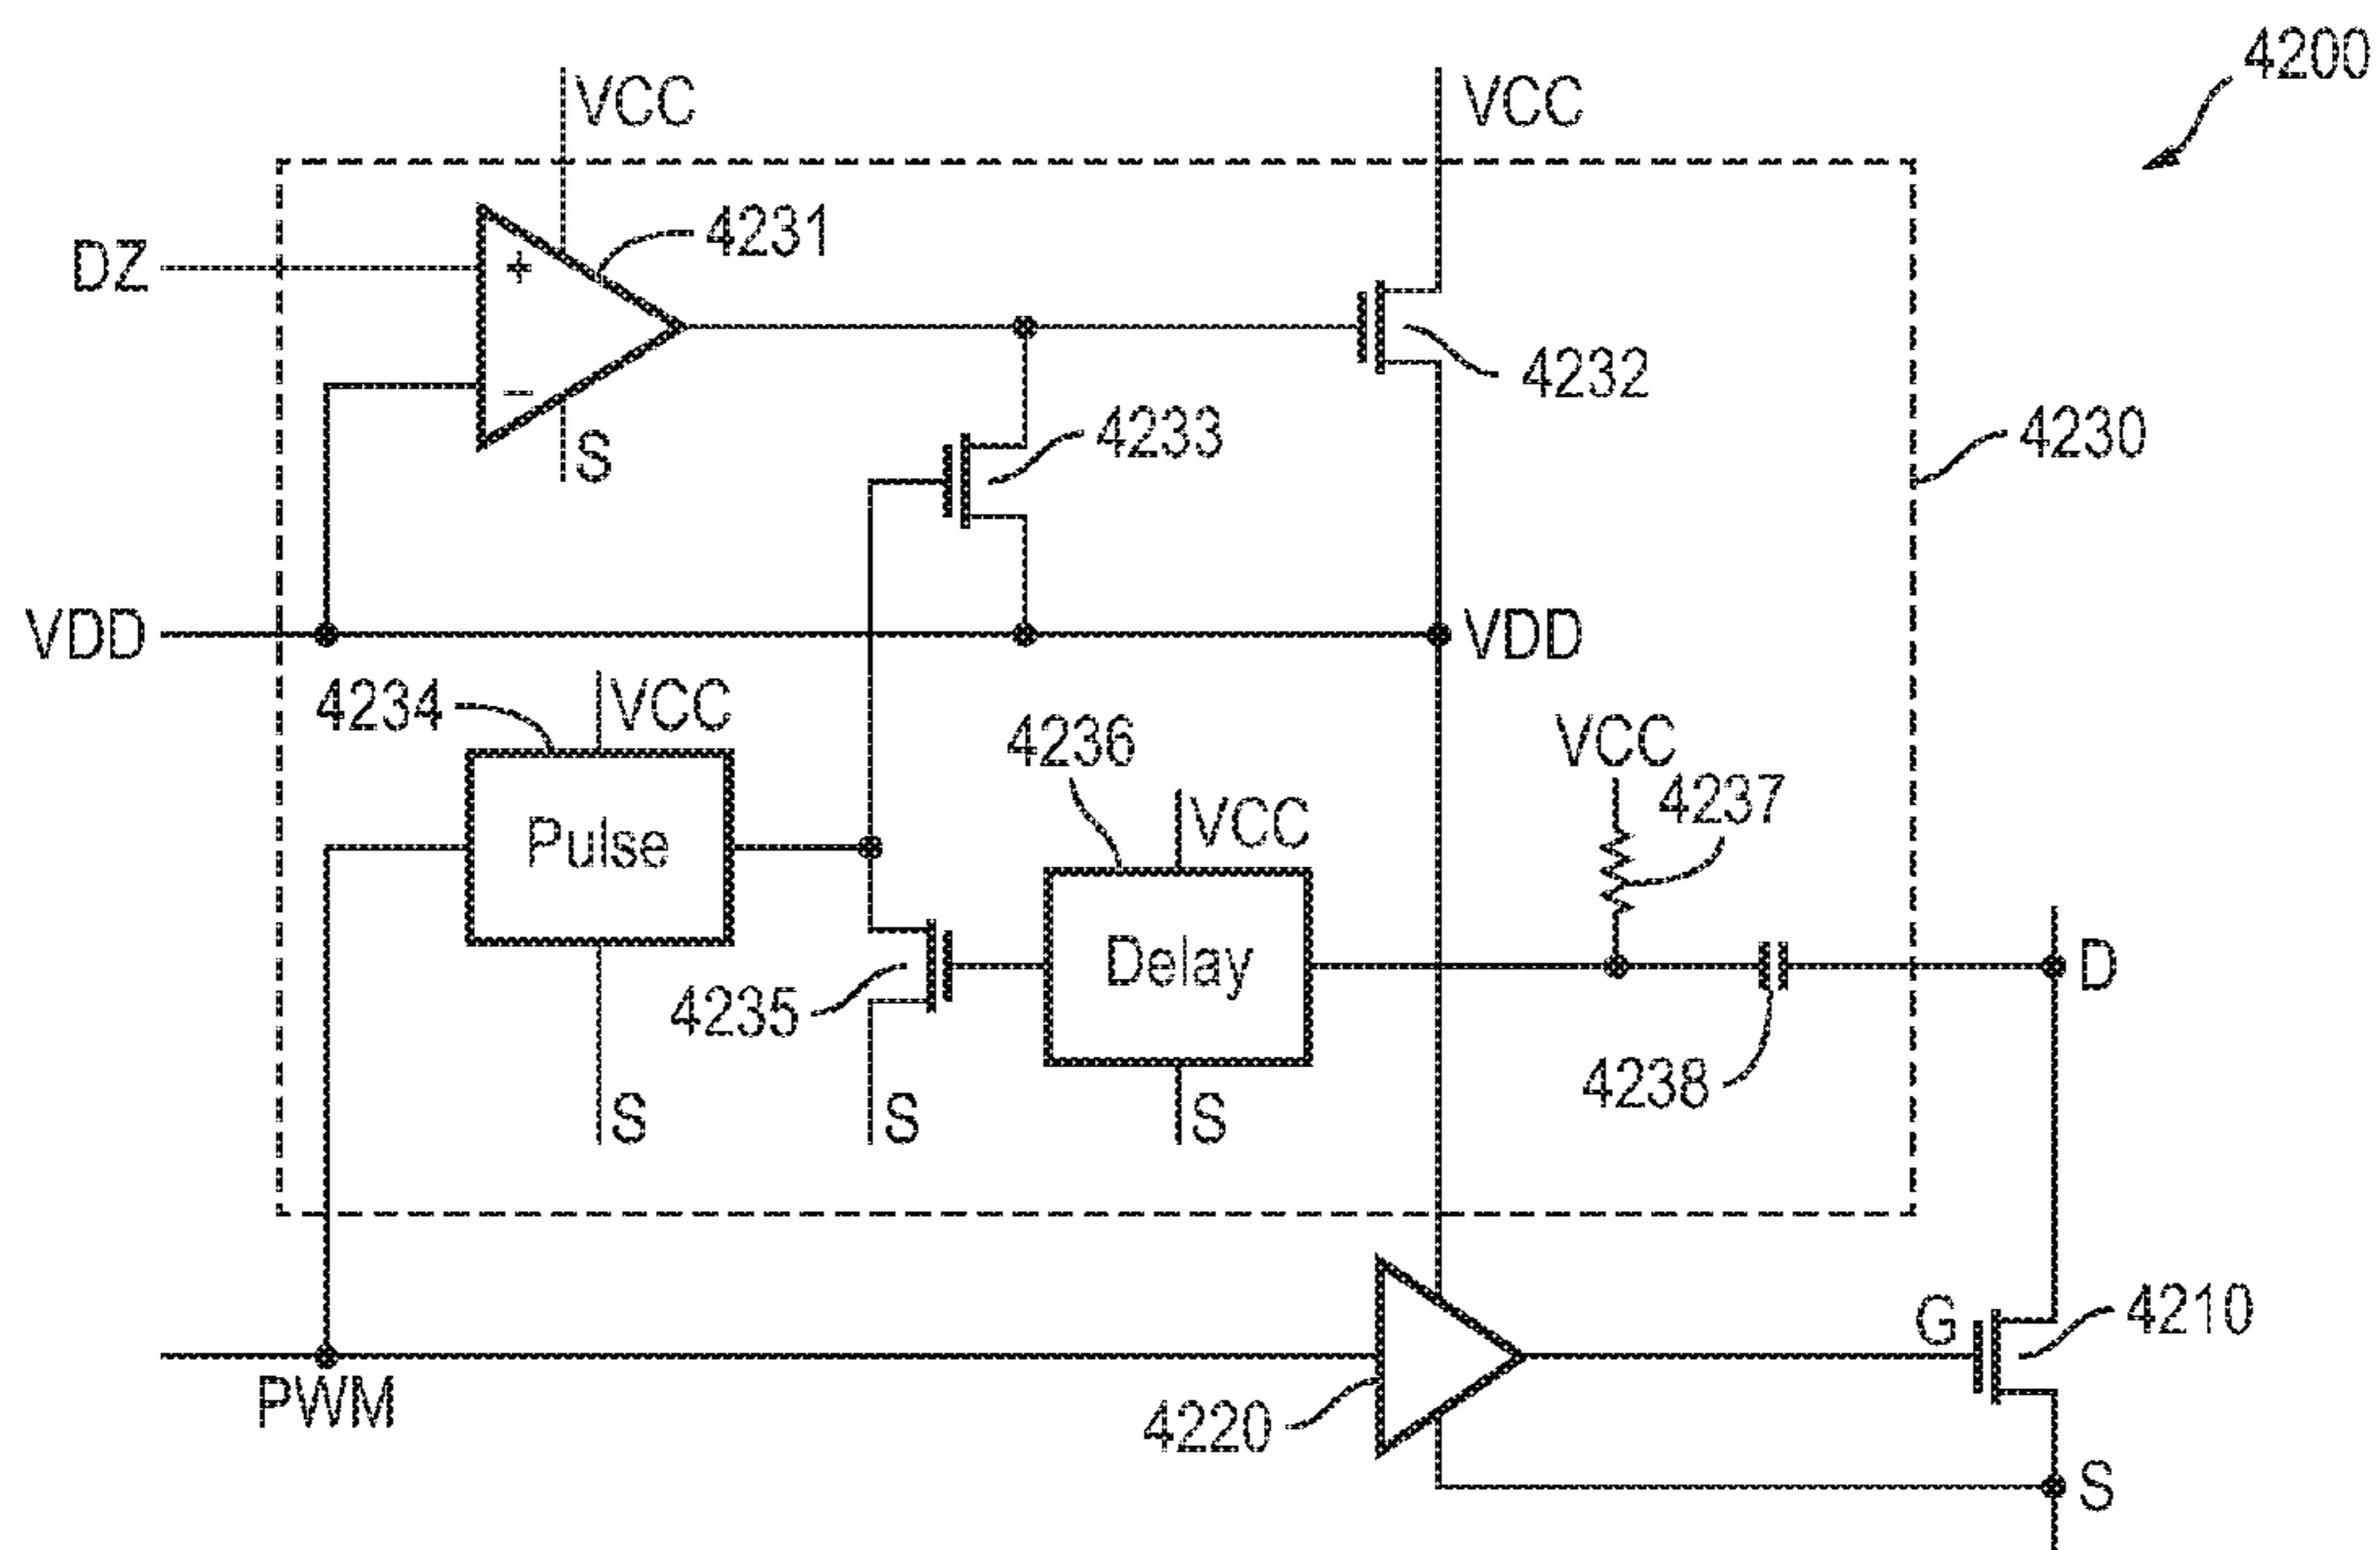 4200
VCC
VCC
4231
DZ
+
4232
−
4233
4230
S
VDD
VDD
4234
VCC
4236
VCC
4237
VCC
Pulse
Delay
D
4235
4238
S
S
S
G
4210
PWM
4220
S